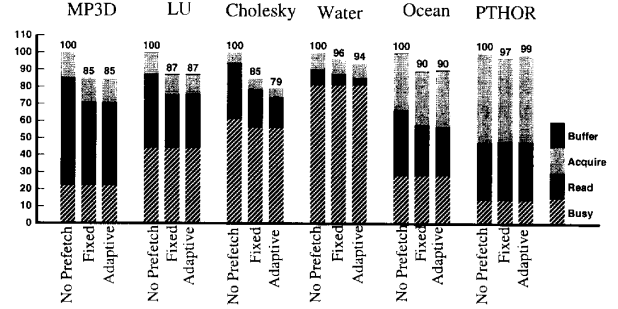 MP3D LU Cholesky Water Ocean PTHOR
110
100
90
80
70
60
50
40
30
20
10
0
100 85 85
100 87 87
100 85 79
100 96 94
100 90 90
100 97 99
Buffer
Acquire
Read
Busy
No Prefetch
Fixed
Adaptive
No Prefetch
Fixed
Adaptive
No Prefetch
Fixed
Adaptive
No Prefetch
Fixed
Adaptive
No Prefetch
Fixed
Adaptive
No Prefetch
Fixed
Adaptive